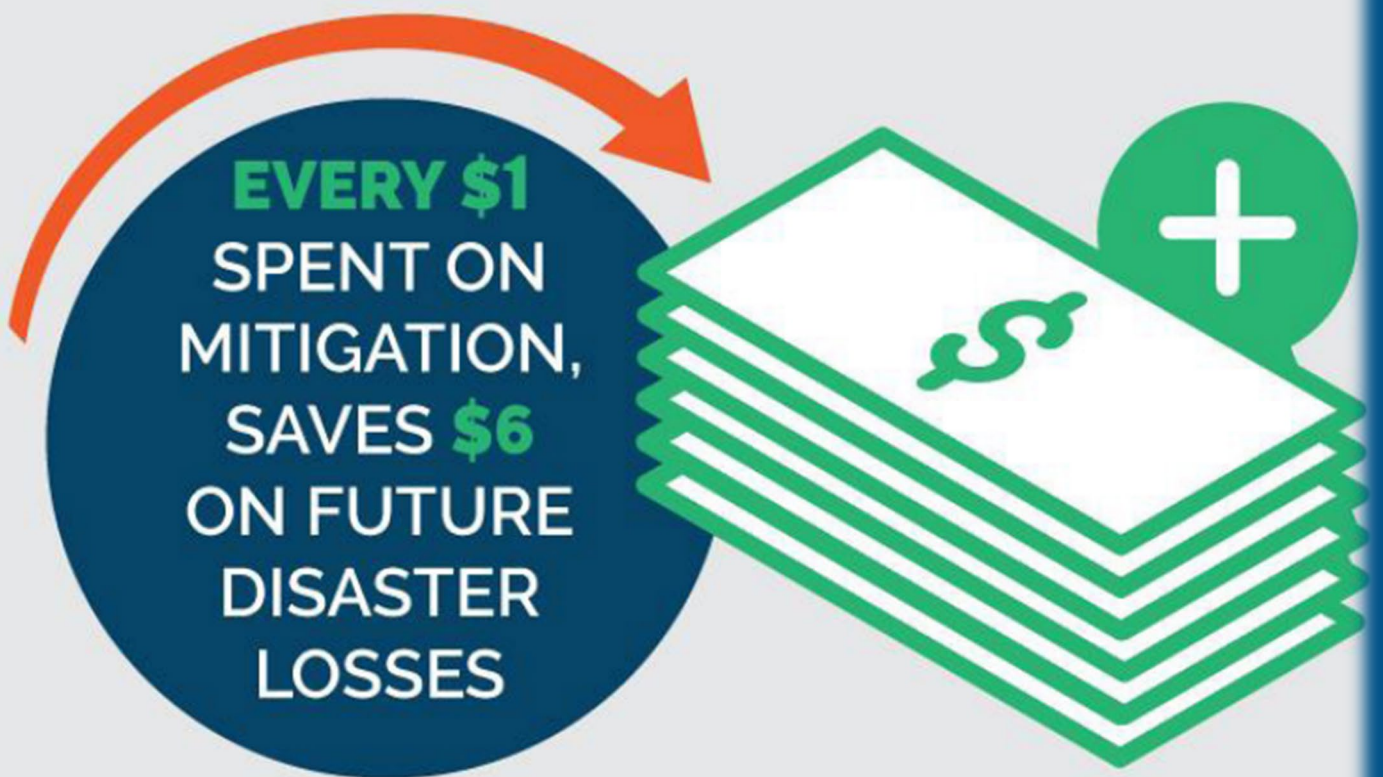 EVERY $1
SPENT ON
MITIGATION,
SAVES $6
ON FUTURE
DISASTER
LOSSES
$